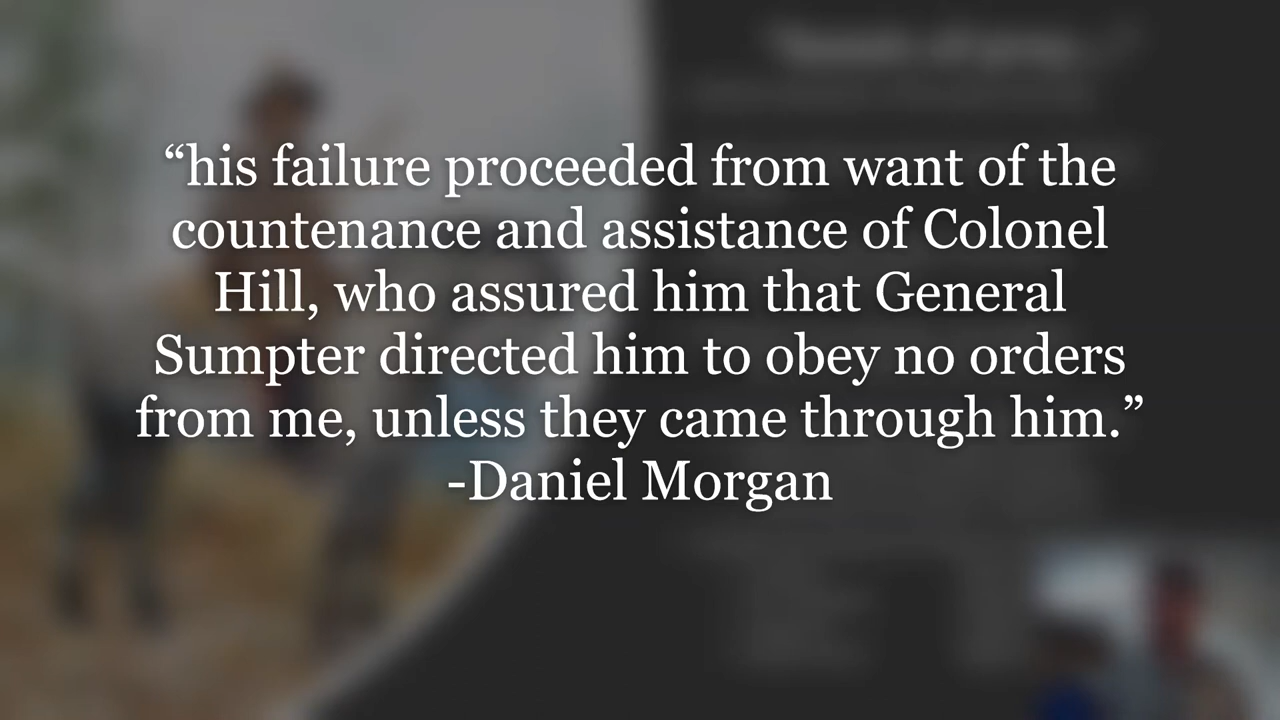 “his failure proceeded from want of the
countenance and assistance of Colonel
Hill, who assured him that General
Sumpter directed him to obey no orders
from me, unless they came through him.”
-Daniel Morgan